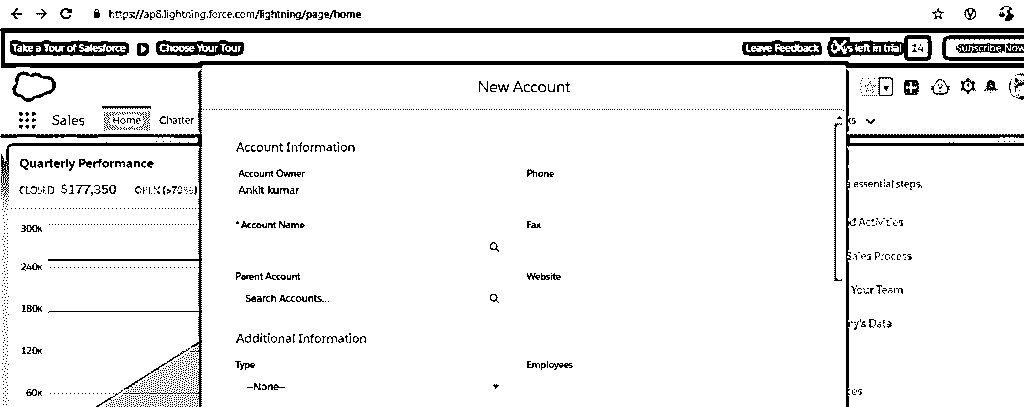 https://ap8.lightning.force.com/lightning/page/home
Take a Tour of Salesforce Choose Your Tour Leave Feedback left in trial 14 Subscribe Now
New Account
Sales Home Chatter
Quarterly Performance
CLOSED $177,350 OPEN (>70%)
essential steps.
Activities
Sales Process
Your Team
Data
300K
240K
180K
120K
60K
Account Information
Account Owner Phone
Ankit kumar
* Account Name Fax
Parent Account Website
Search Accounts...
Additional Information
Type Employees
--None--